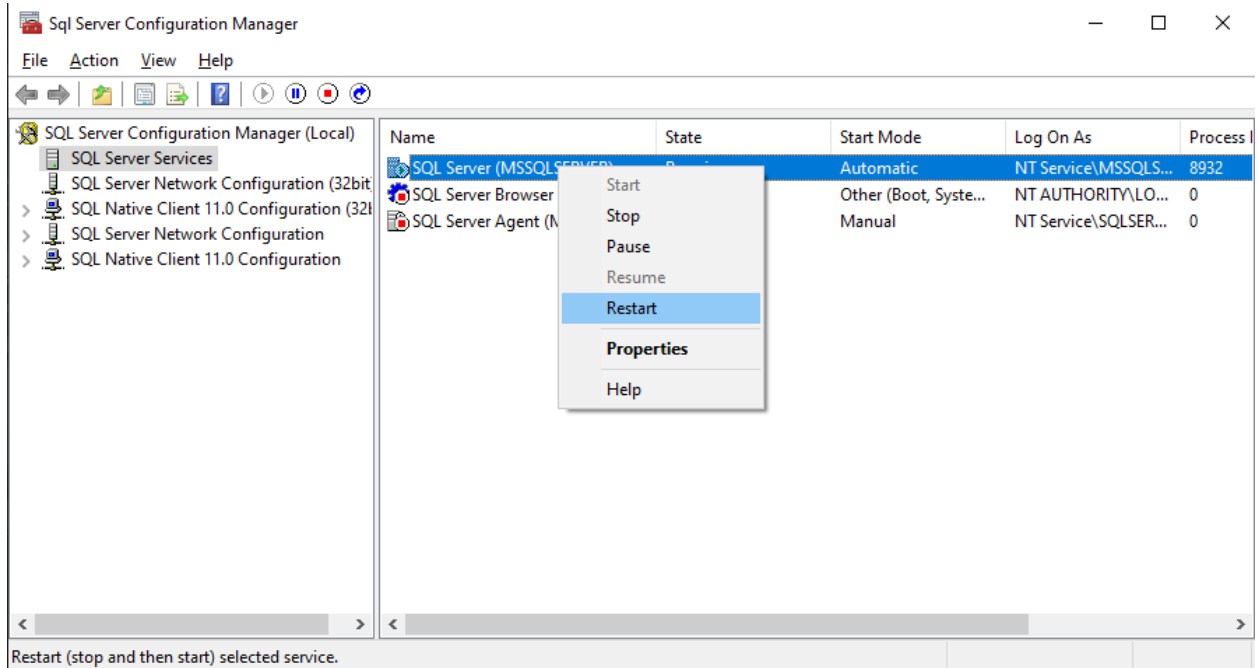 Sql Server Configuration Manager
File Action View Help
SQL Server Configuration Manager (Local)
SQL Server Services
SQL Server Network Configuration (32bit
SQL Native Client 11.0 Configuration (32b
SQL Server Network Configuration
SQL Native Client 11.0 Configuration
Name State Start Mode Log On As Process I
SQL Server (MSSQLSERVER) Automatic NT Service\MSSQLS... 8932
SQL Server Browser Other (Boot, Syste... NT AUTHORITY\LO... 0
SQL Server Agent (M Manual NT Service\SQLSER... 0
Start
Stop
Pause
Resume
Restart
Properties
Help
Restart (stop and then start) selected service.